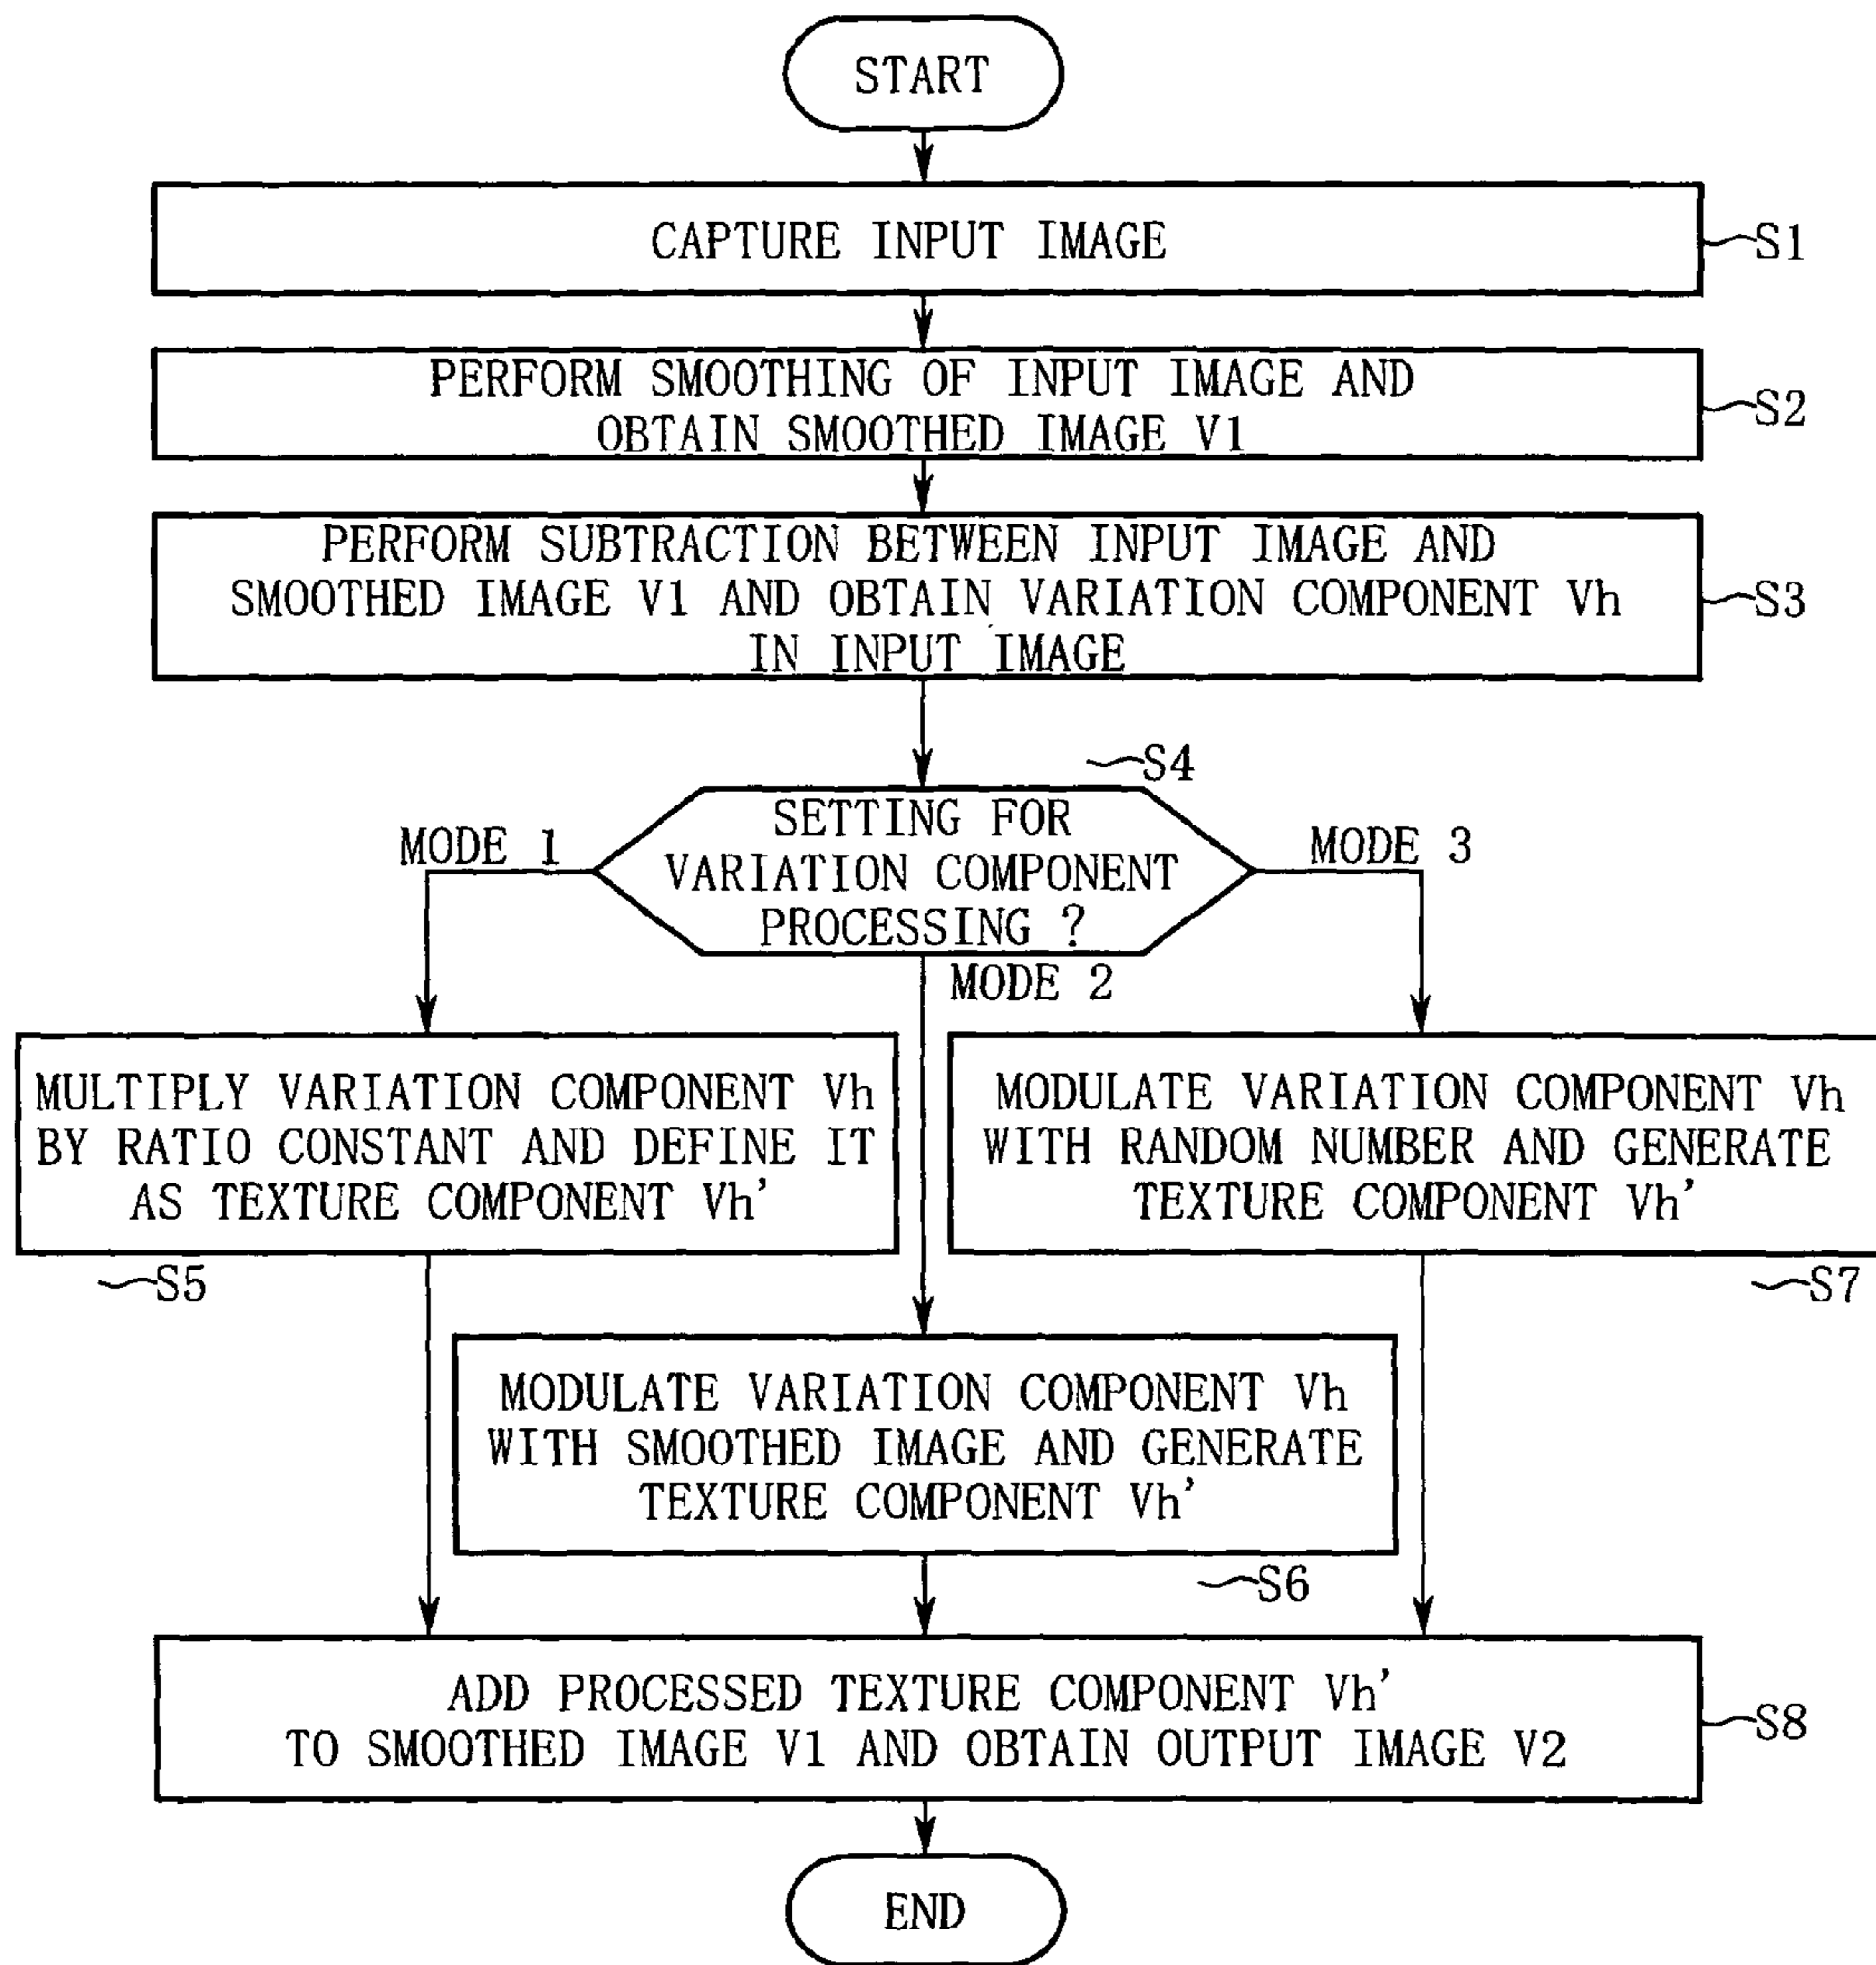 START
CAPTURE INPUT IMAGE
S1
PERFORM SMOOTHING OF INPUT IMAGE AND
OBTAIN SMOOTHED IMAGE V1
S2
PERFORM SUBTRACTION BETWEEN INPUT IMAGE AND
SMOOTHED IMAGE V1 AND OBTAIN VARIATION COMPONENT Vh
IN INPUT IMAGE
S3
S4
SETTING FOR
VARIATION COMPONENT
PROCESSING ?
MODE 1
MODE 2
MODE 3
MULTIPLY VARIATION COMPONENT Vh
BY RATIO CONSTANT AND DEFINE IT
AS TEXTURE COMPONENT Vh'
S5
MODULATE VARIATION COMPONENT Vh
WITH RANDOM NUMBER AND GENERATE
TEXTURE COMPONENT Vh'
S7
MODULATE VARIATION COMPONENT Vh
WITH SMOOTHED IMAGE AND GENERATE
TEXTURE COMPONENT Vh'
S6
ADD PROCESSED TEXTURE COMPONENT Vh'
TO SMOOTHED IMAGE V1 AND OBTAIN OUTPUT IMAGE V2
S8
END